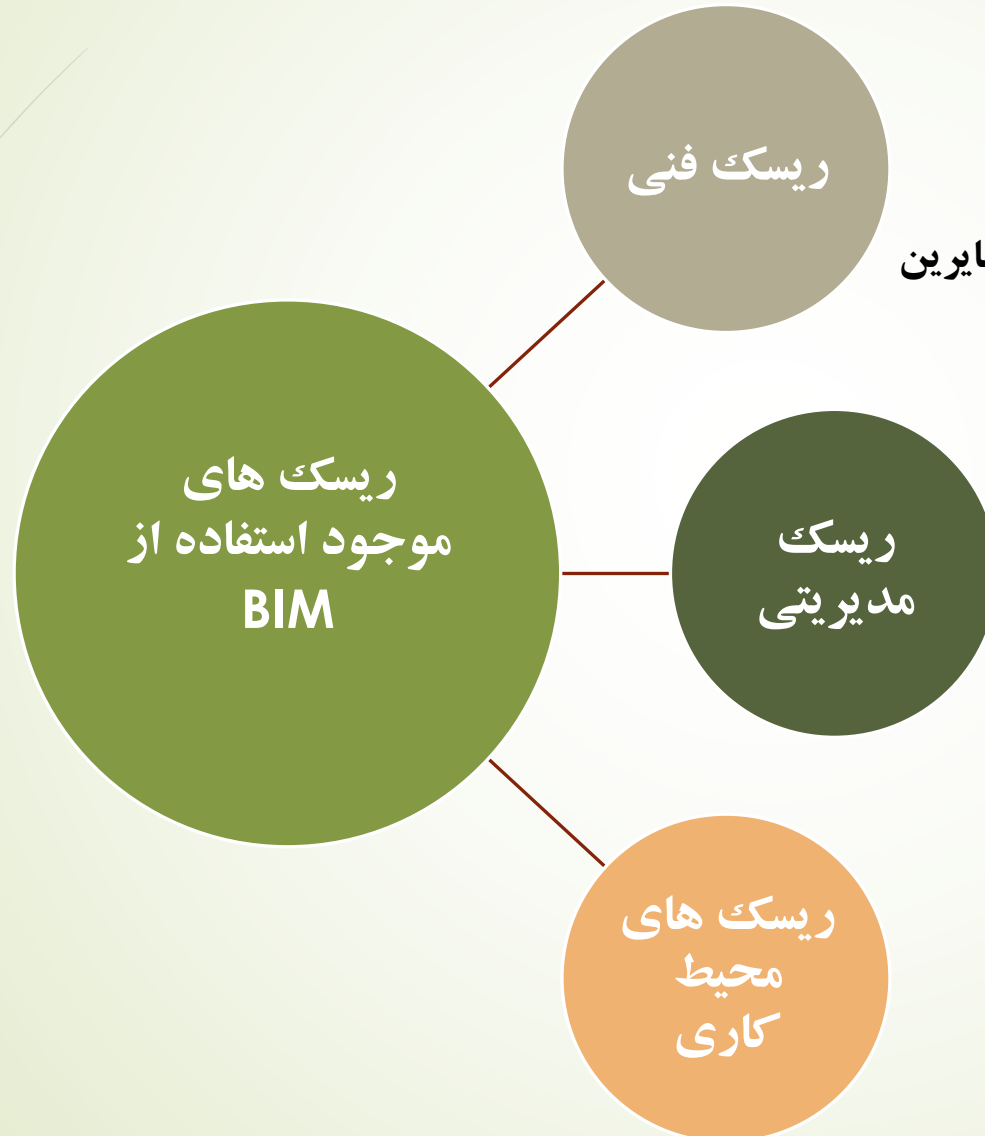 ریسک فنی
ریسک های
موجود استفاده از
BIM
ریسک
مدیریتی
ریسک های
محیط
کاری